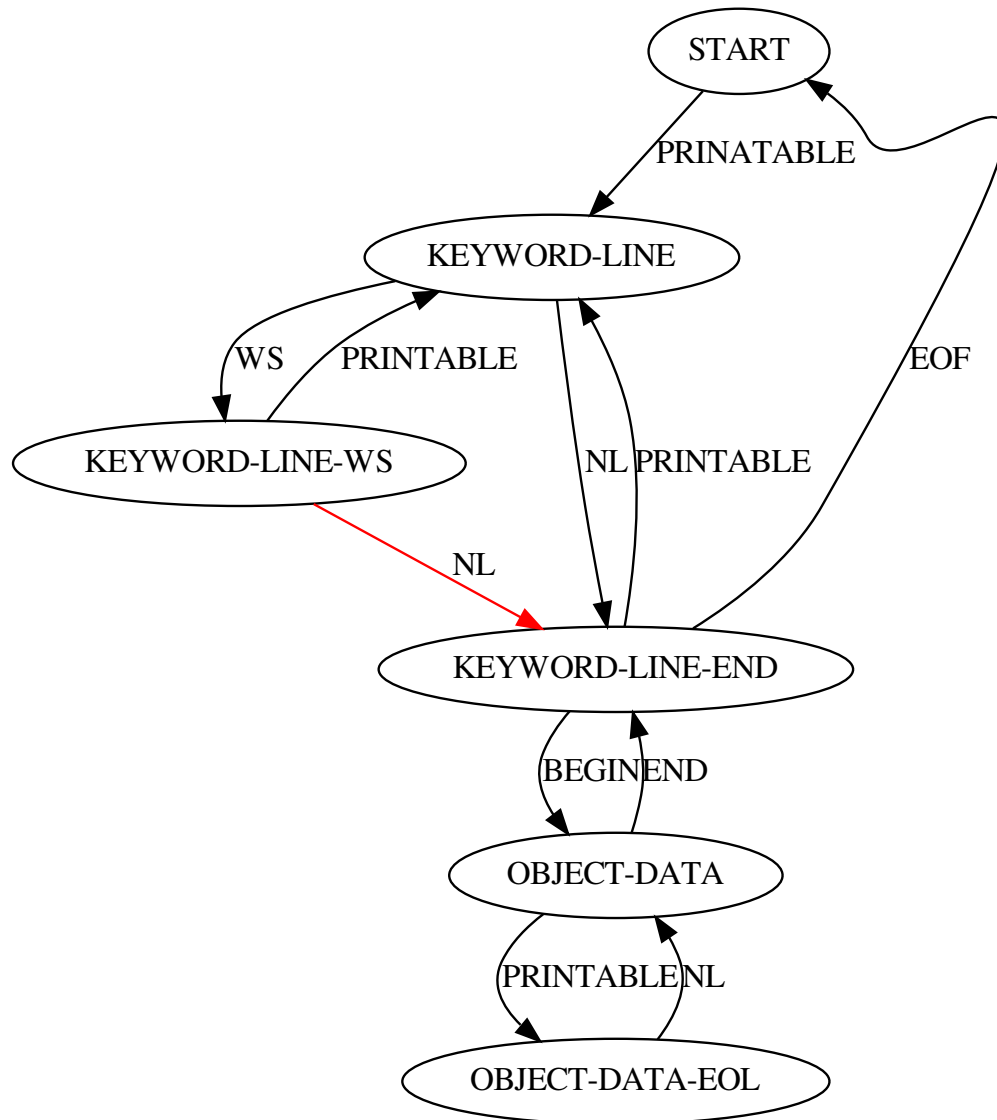 START
PRINATABLE
KEYWORD-LINE
WS
PRINTABLE
NL
PRINTABLE
EOF
KEYWORD-LINE-WS
NL
KEYWORD-LINE-END
BEGIN
END
OBJECT-DATA
PRINTABLE
NL
OBJECT-DATA-EOL